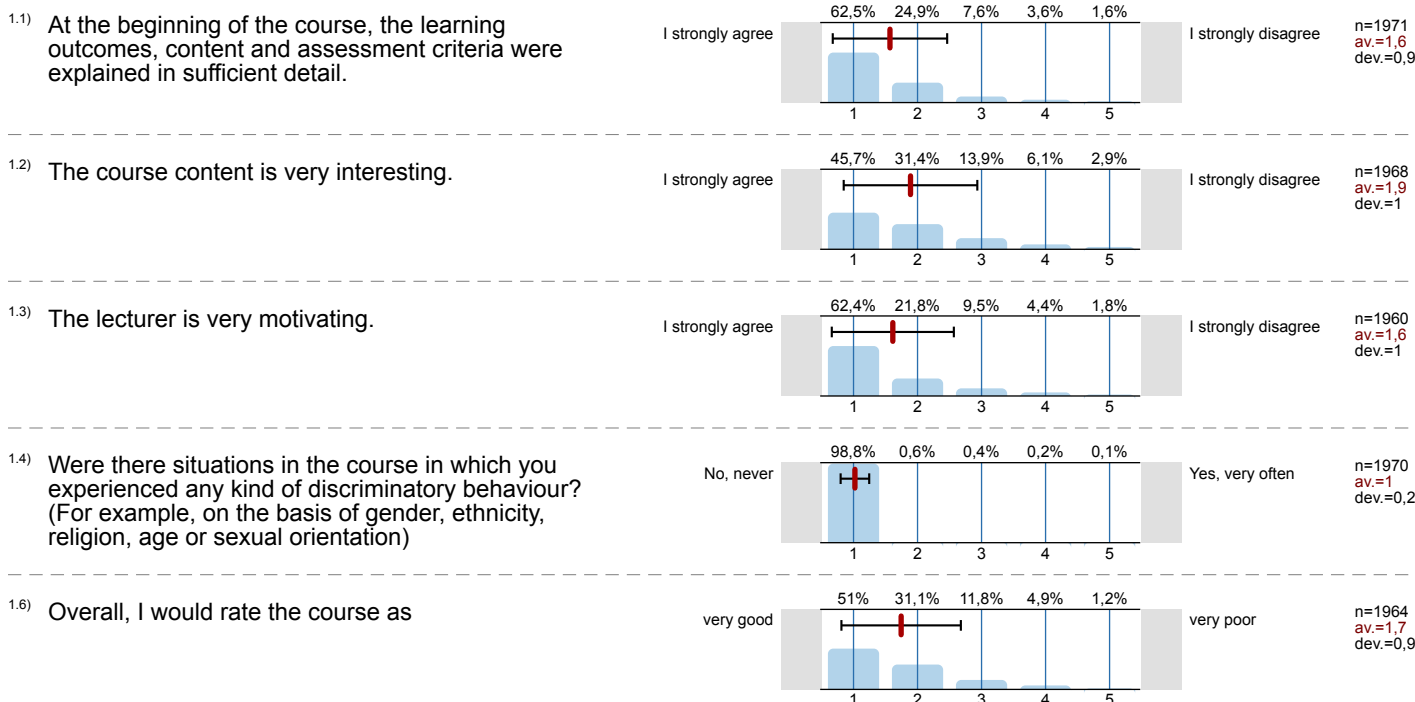 1.1) At the beginning of the course, the learning
outcomes, content and assessment criteria were
explained in sufficient detail.
I strongly agree
62,5% 24,9% 7,6% 3,6% 1,6%
1 2 3 4 5
I strongly disagree
n=1971
av.=1,6
dev.=0,9
1.2) The course content is very interesting.
I strongly agree
45,7% 31,4% 13,9% 6,1% 2,9%
1 2 3 4 5
I strongly disagree
n=1968
av.=1,9
dev.=1
1.3) The lecturer is very motivating.
I strongly agree
62,4% 21,8% 9,5% 4,4% 1,8%
1 2 3 4 5
I strongly disagree
n=1960
av.=1,6
dev.=1
1.4) Were there situations in the course in which you
experienced any kind of discriminatory behaviour?
(For example, on the basis of gender, ethnicity,
religion, age or sexual orientation)
No, never
98,8% 0,6% 0,4% 0,2% 0,1%
1 2 3 4 5
Yes, very often
n=1970
av.=1
dev.=0,2
1.6) Overall, I would rate the course as
very good
51% 31,1% 11,8% 4,9% 1,2%
1 2 3 4 5
very poor
n=1964
av.=1,7
dev.=0,9